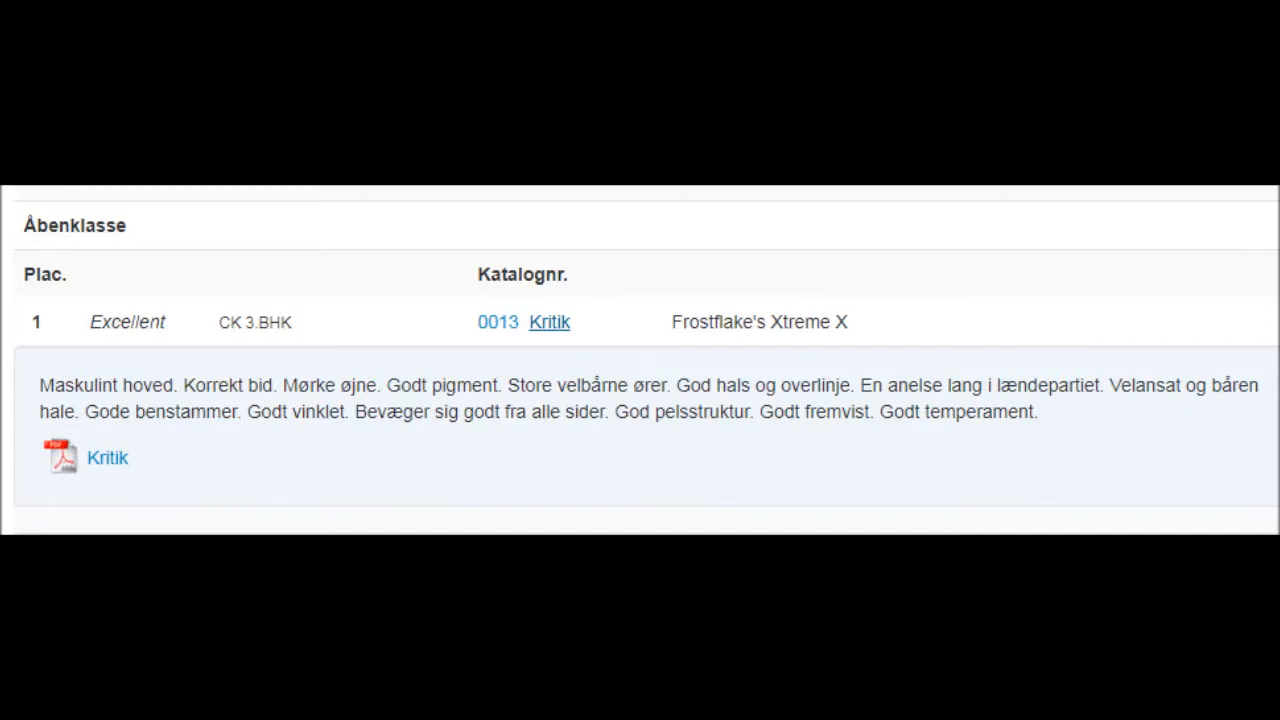 Åbenklasse
Plac. Katalognr.
1 Excellent CK 3.BHK 0013 Kritik Frostflake's Xtreme X
Maskulint hoved. Korrekt bid. Mørke øjne. Godt pigment. Store velbårne ører. God hals og overlinje. En anelse lang i lændepartiet. Velansat og båren
hale. Gode benstammer. Godt vinklet. Bevæger sig godt fra alle sider. God pelsstruktur. Godt fremvist. Godt temperament.
PDF Kritik